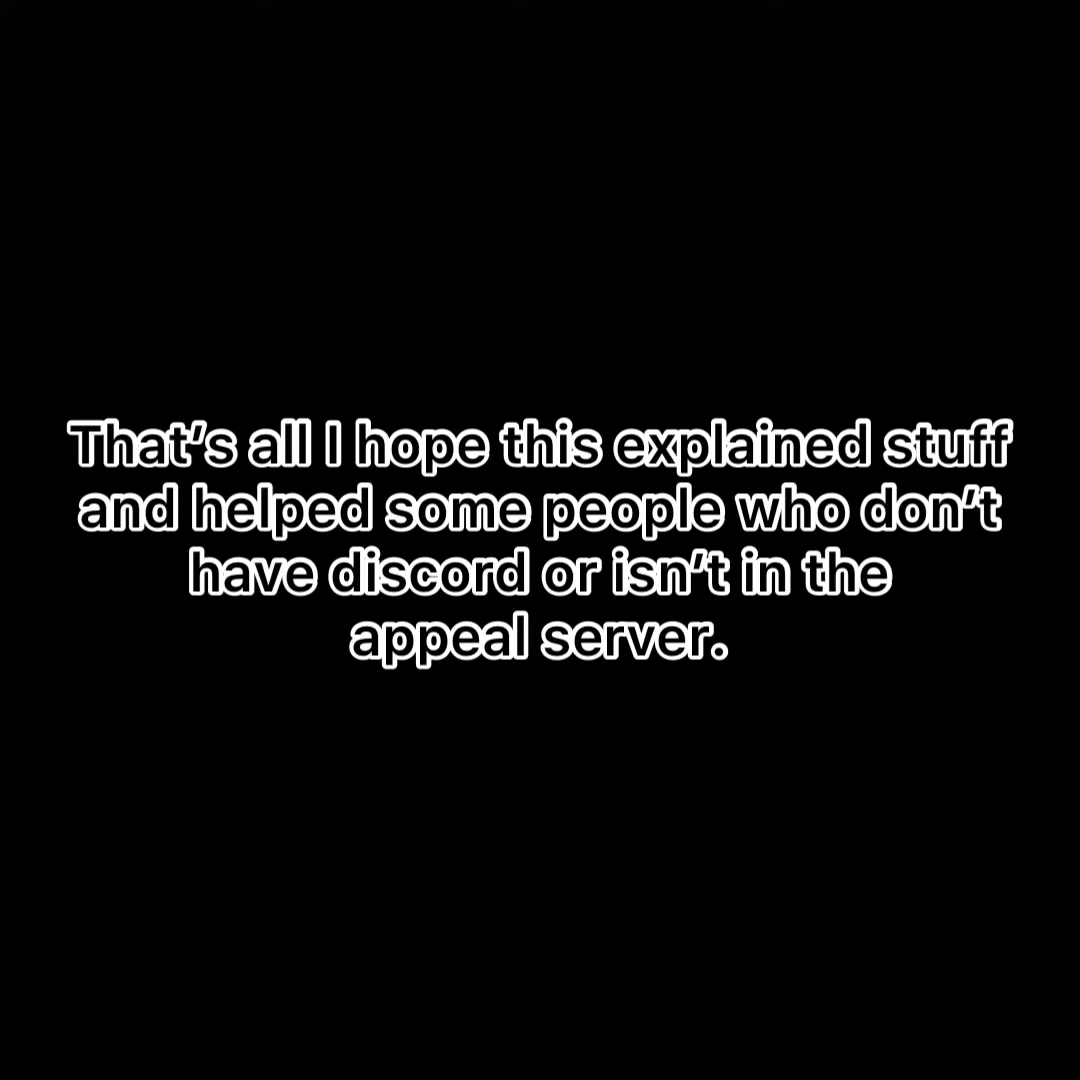 That's all I hope this explained stuff
and helped some people who don't
have discord or isn't in the
appeal server.